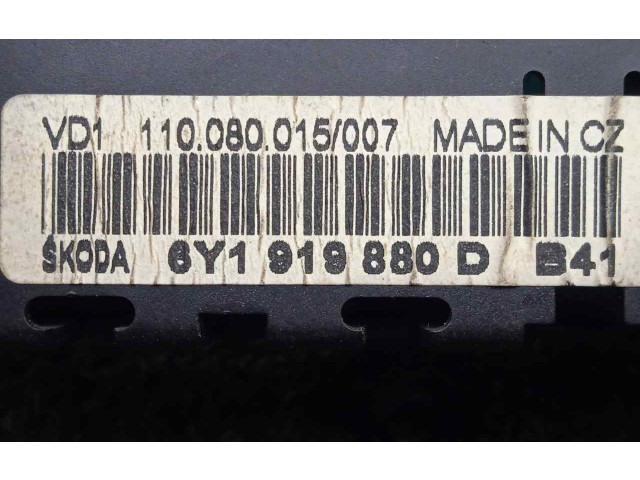 VD1 110.080.015/007 MADE IN CZ
ŠKODA 6Y1 919 880 D B41